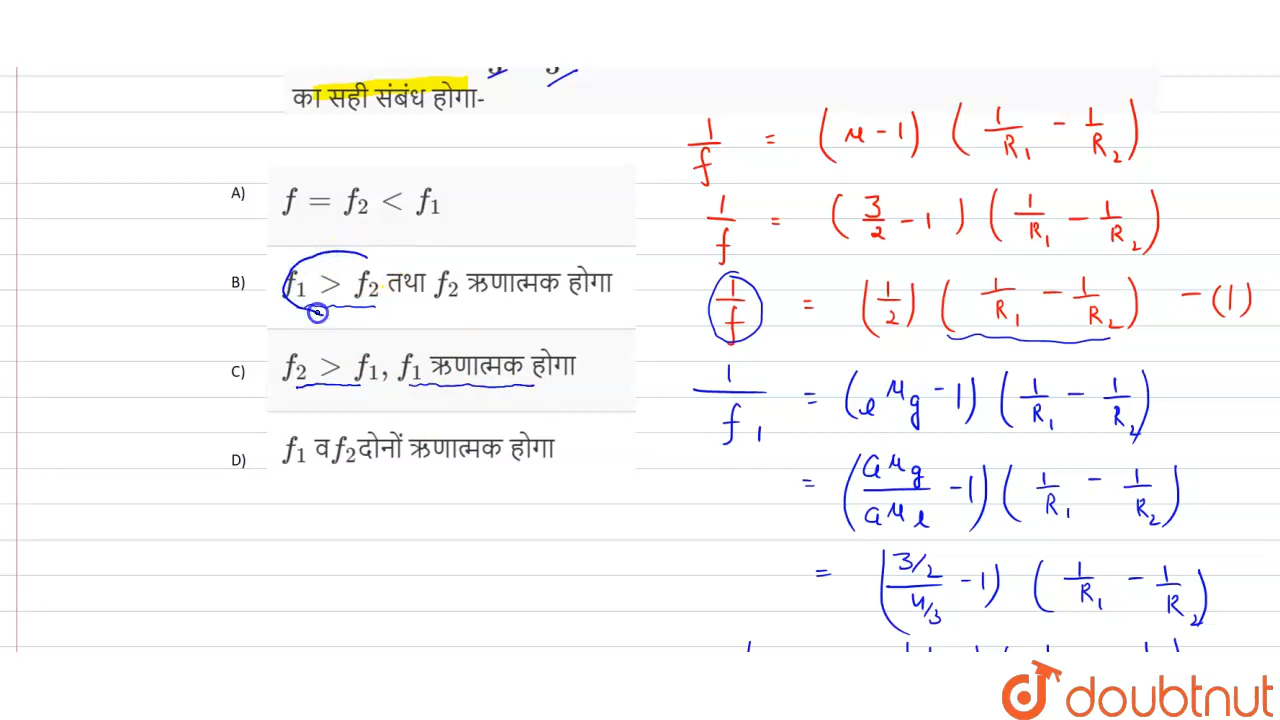 का सही संबंध होगा-
A) f = f₂ < f₁
B) f₁ > f₂ तथा f₂ ऋणात्मक होगा
C) f₂ > f₁, f₁ ऋणात्मक होगा
D) f₁ व f₂ दोनों ऋणात्मक होगा
1/f = (μ - 1) (1/R₁ - 1/R₂)
1/f = (3/2 - 1) (1/R₁ - 1/R₂)
1/f = (1/2) (1/R₁ - 1/R₂) - (1)
1/f₁ = (ₗμg - 1) (1/R₁ - 1/R₂)
= (aμg/aμl - 1) (1/R₁ - 1/R₂)
= (3/2/4/3 - 1) (1/R₁ - 1/R₂)
doubtnut